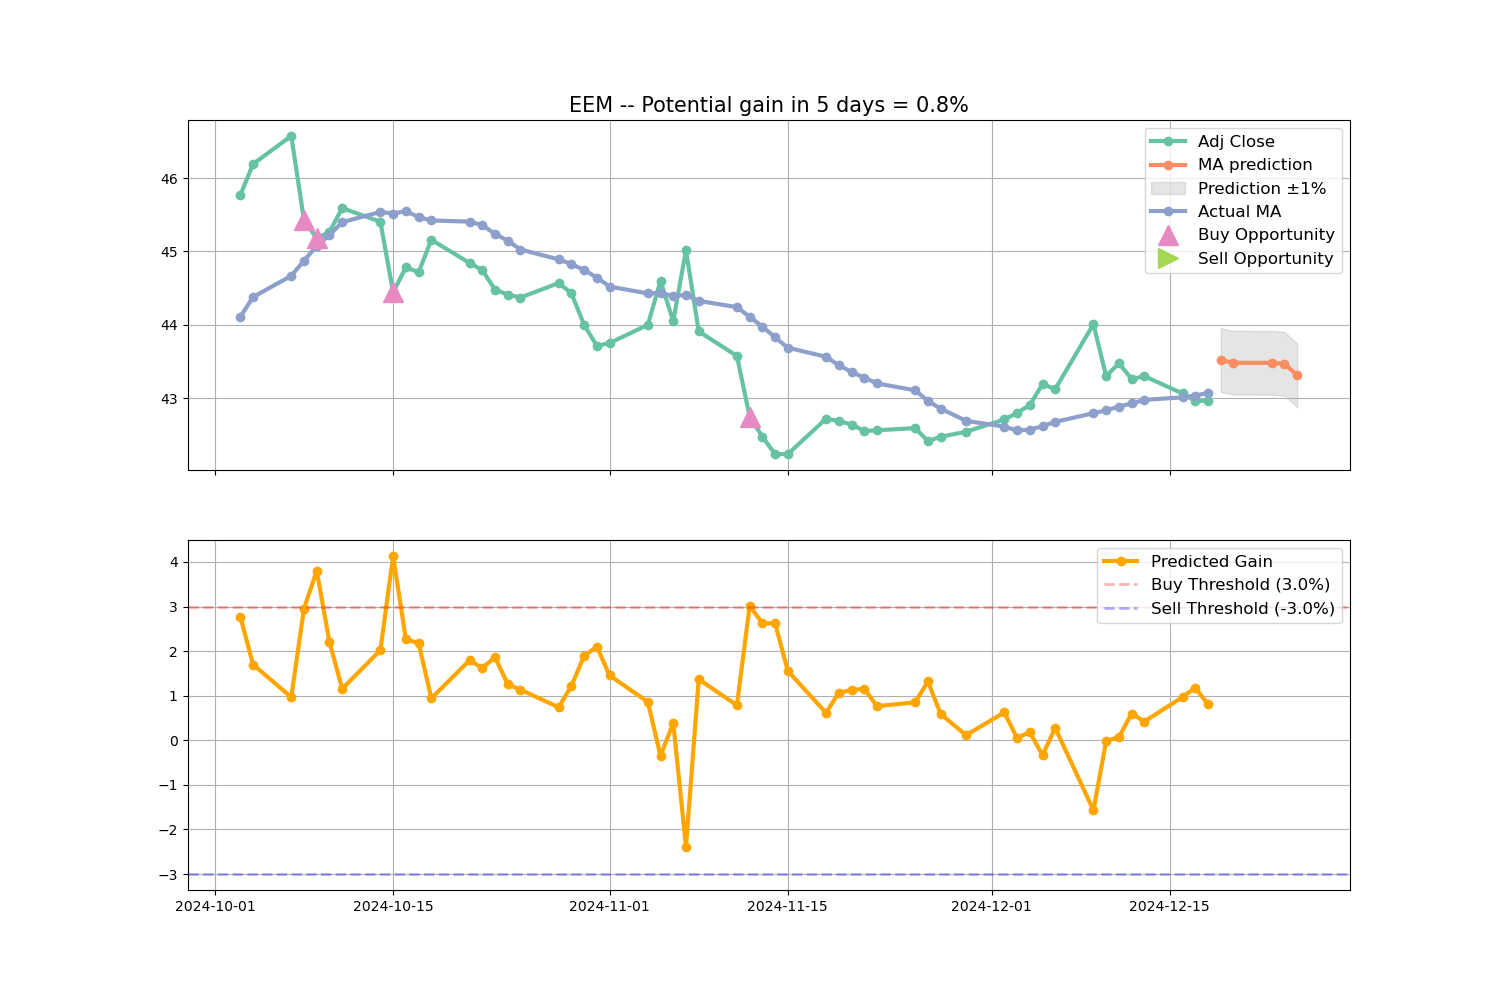 EEM -- Potential gain in 5 days = 0.8%
46
45
44
43
Adj Close
MA prediction
Prediction ±1%
Actual MA
Buy Opportunity
Sell Opportunity
4
3
2
1
0
−1
−2
−3
Predicted Gain
Buy Threshold (3.0%)
Sell Threshold (-3.0%)
2024-10-01
2024-10-15
2024-11-01
2024-11-15
2024-12-01
2024-12-15